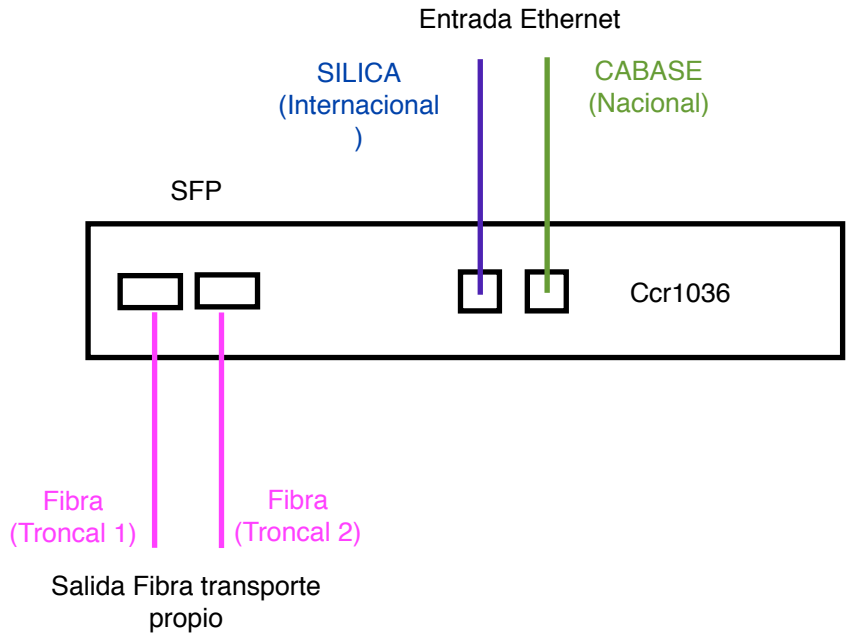 Entrada Ethernet
SILICA
(Internacional
)
CABASE
(Nacional)
SFP
Ccr1036
Fibra
(Troncal 1)
Fibra
(Troncal 2)
Salida Fibra transporte
propio